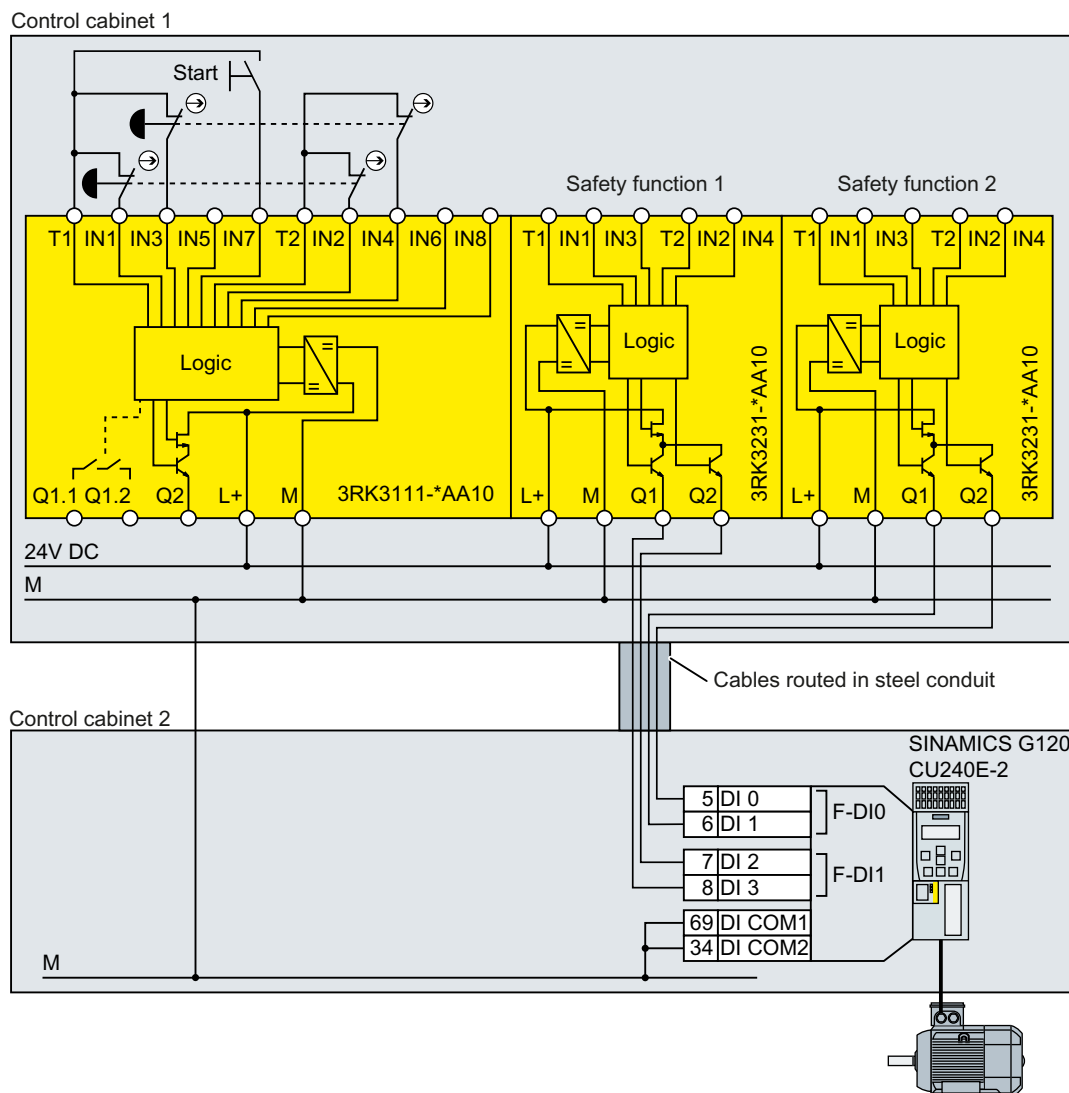 Control cabinet 1
Start
Safety function 1
Safety function 2
T1 IN1 IN3 IN5 IN7 T2 IN2 IN4 IN6 IN8
T1 IN1 IN3 T2 IN2 IN4
T1 IN1 IN3 T2 IN2 IN4
Logic
Logic
Logic
Q1.1 Q1.2 Q2 L+ M 3RK3111-*AA10
L+ M Q1 Q2
3RK3231-*AA10
L+ M Q1 Q2
3RK3231-*AA10
24V DC
M
Cables routed in steel conduit
Control cabinet 2
SINAMICS G120
CU240E-2
5 DI 0
6 DI 1
F-DI0
7 DI 2
8 DI 3
F-DI1
69 DI COM1
34 DI COM2
M